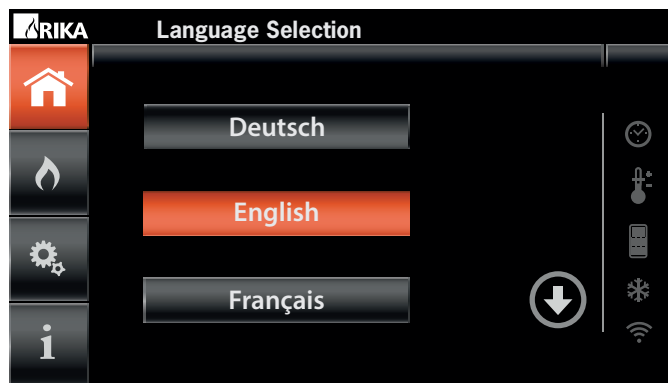 RIKA
Language Selection
Deutsch
English
Français
i